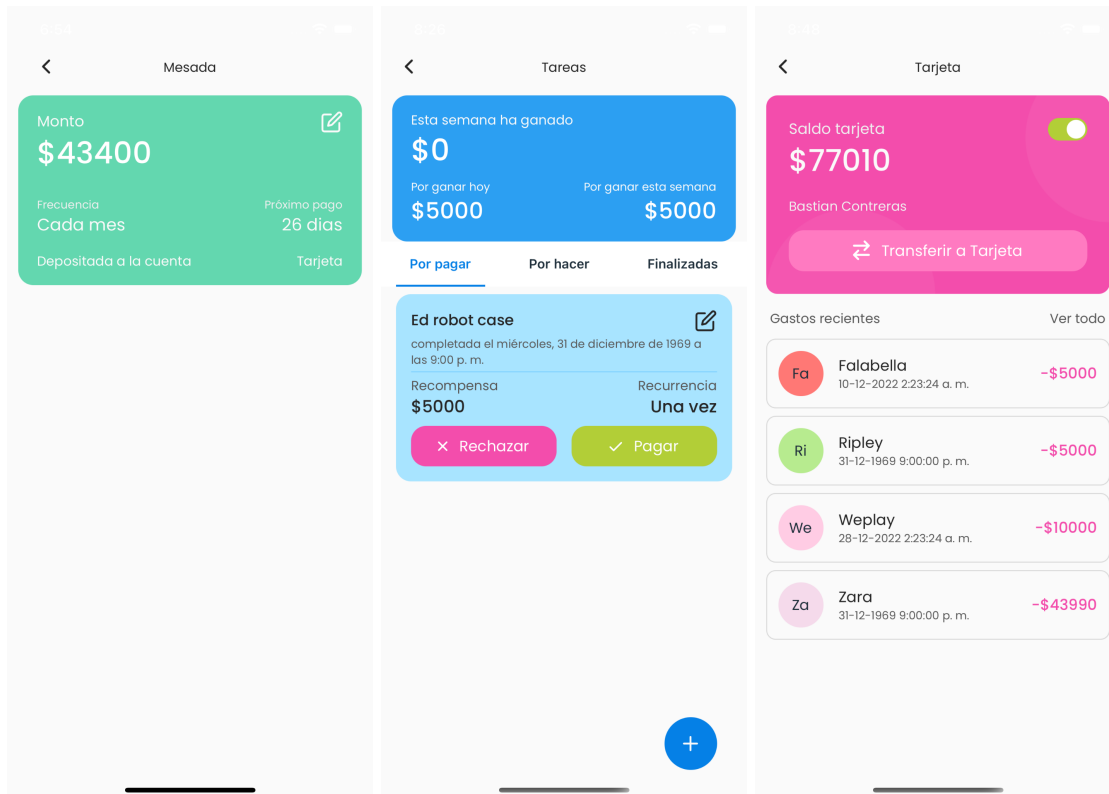 Mesada
Monto
$43400
Frecuencia
Próximo pago
Cada mes
26 dias
Depositada a la cuenta
Tarjeta
Tareas
Esta semana ha ganado
$0
Por ganar hoy
Por ganar esta semana
$5000
$5000
Por pagar
Por hacer
Finalizadas
Ed robot case
completada el miércoles, 31 de diciembre de 1969 a
las 9:00 p. m.
Recompensa
Recurrencia
$5000
Una vez
Rechazar
Pagar
Tarjeta
Saldo tarjeta
$77010
Bastian Contreras
Transferir a Tarjeta
Gastos recientes
Ver todo
Fa
Falabella
10-12-2022 2:23:24 a. m.
-$5000
Ri
Ripley
31-12-1969 9:00:00 p. m.
-$5000
We
Weplay
28-12-2022 2:23:24 a. m.
-$10000
Za
Zara
31-12-1969 9:00:00 p. m.
-$43990